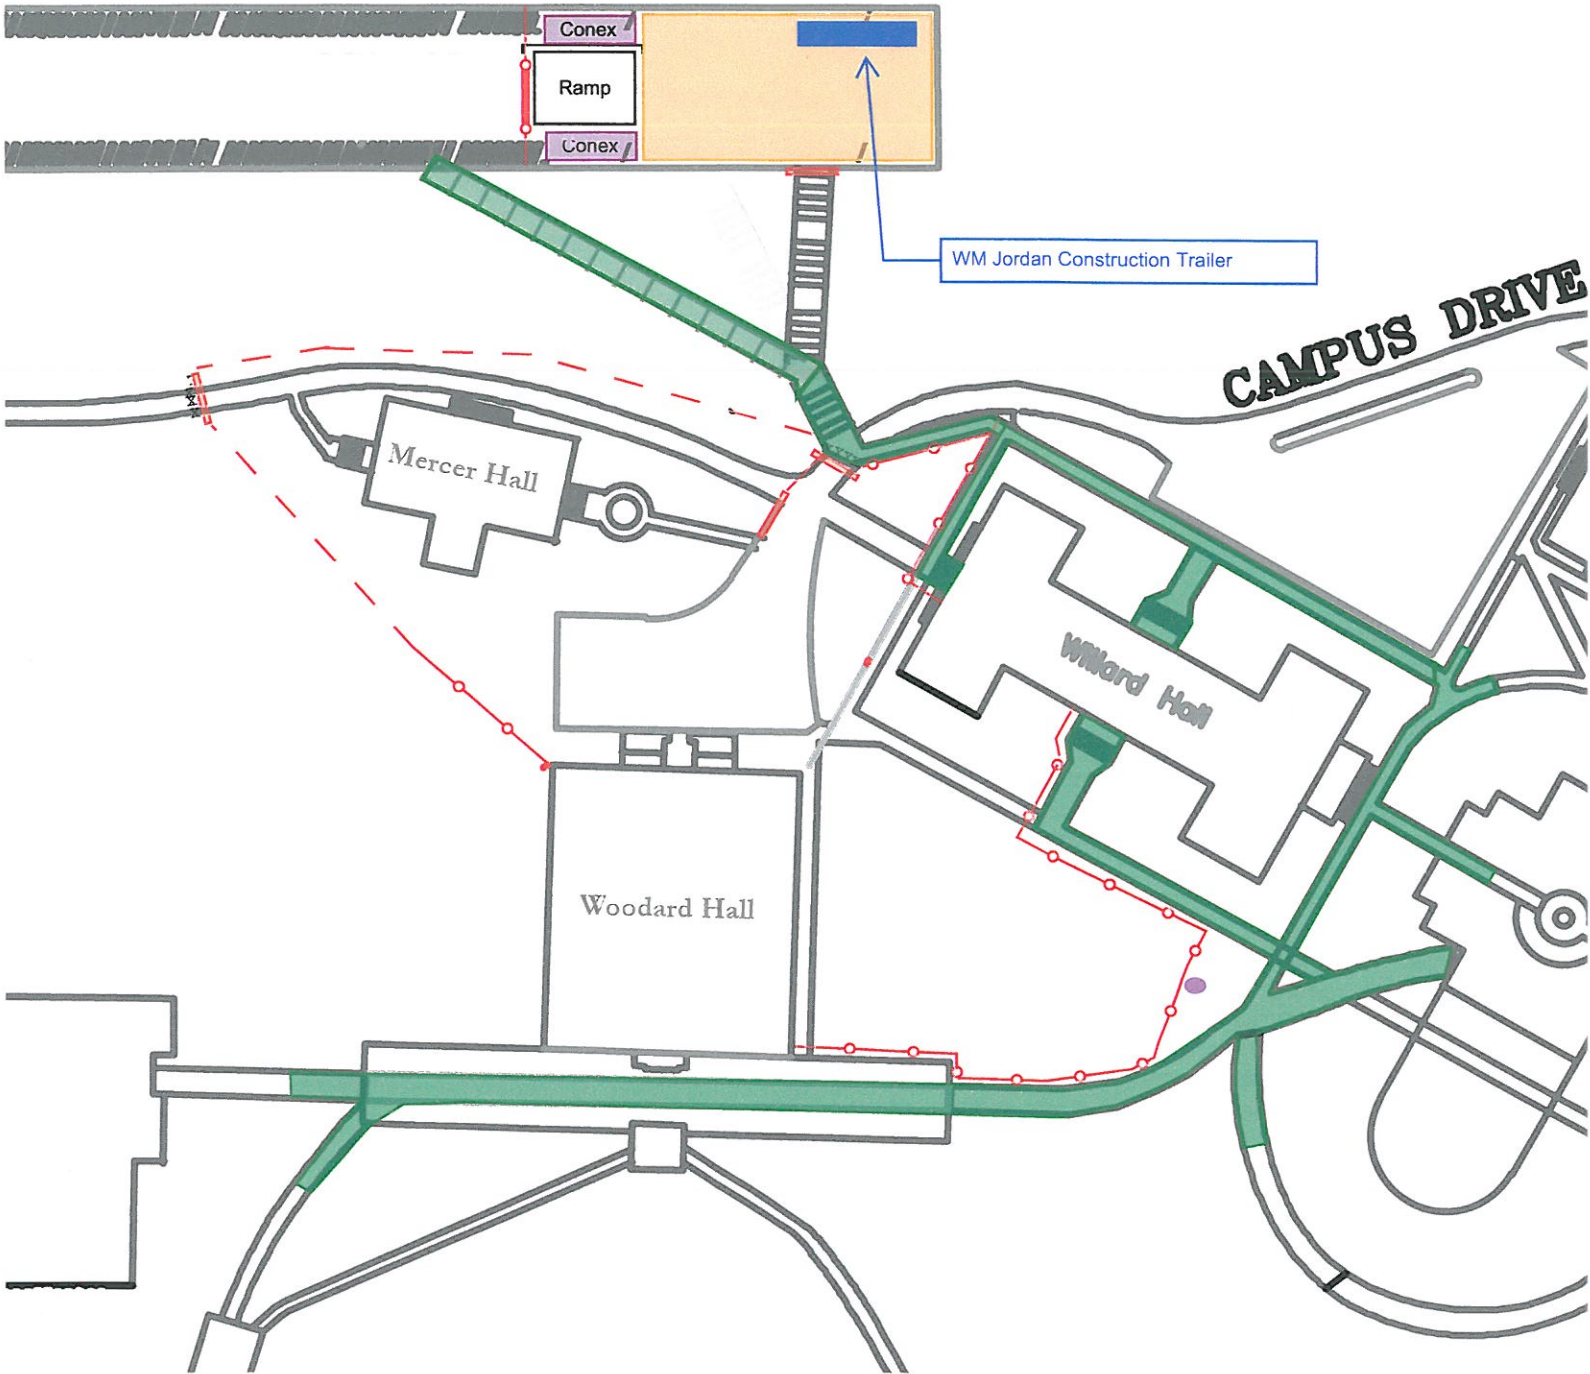 Conex
Ramp
Conex
WM Jordan Construction Trailer
CAMPUS DRIVE
Mercer Hall
Willard Hall
Woodard Hall